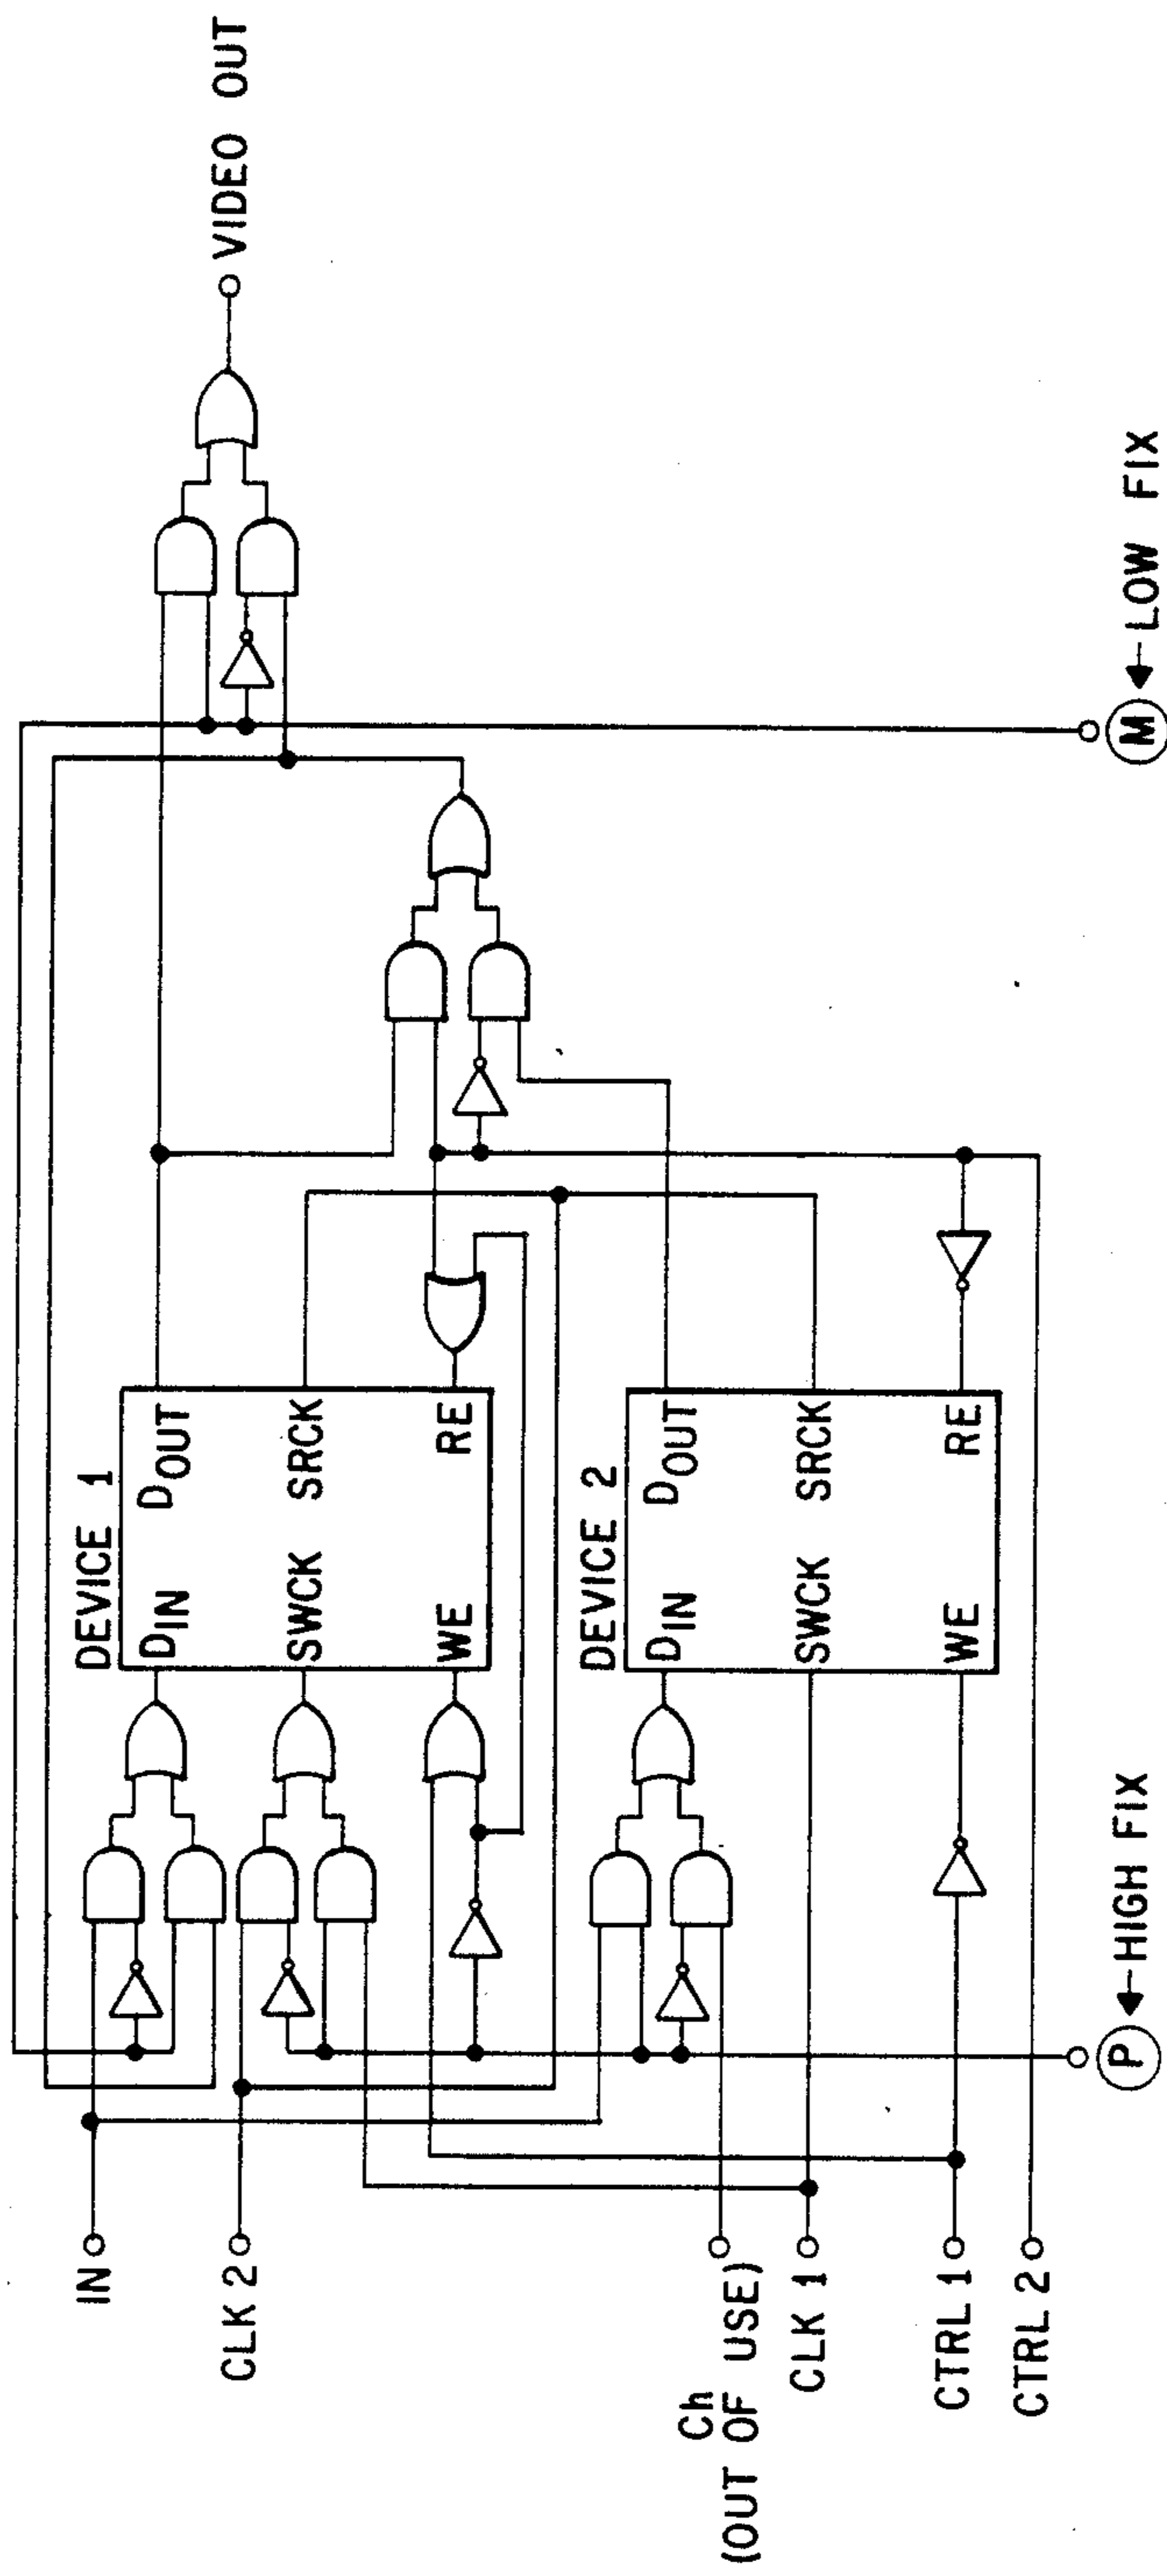 IN
CLK 2
Ch
(OUT OF USE)
CLK 1
CTRL 1
CTRL 2
DEVICE 1
DIN
DOUT
SWCK
SRCK
WE
RE
DEVICE 2
DIN
DOUT
SWCK
SRCK
WE
RE
VIDEO OUT
P
HIGH FIX
M
LOW FIX